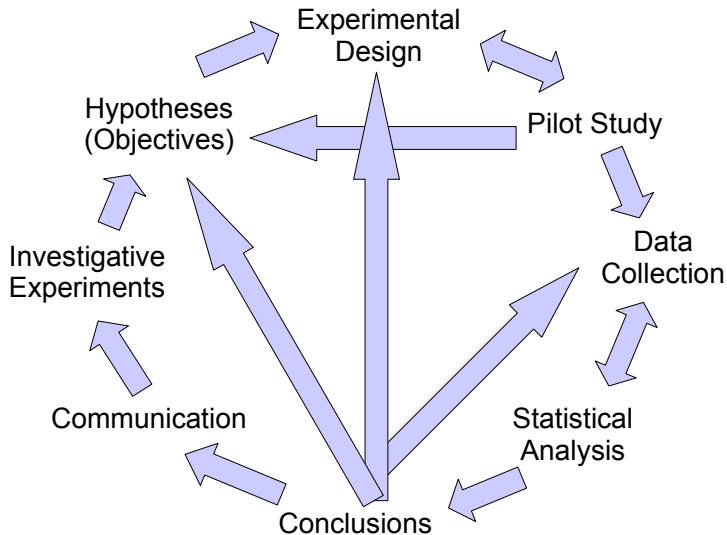 Experimental
Design
Hypotheses
(Objectives)
Pilot Study
Investigative
Experiments
Data
Collection
Communication
Statistical
Analysis
Conclusions